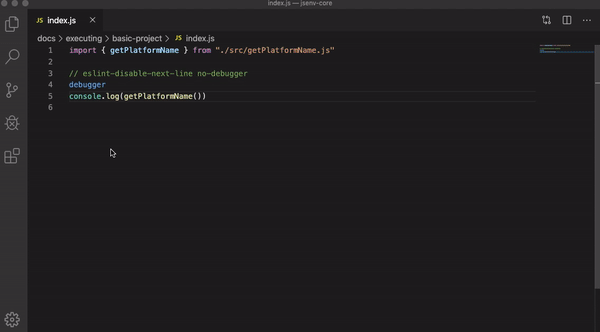 index.js — jsenv-core
JS index.js ×
docs > executing > basic-project > JS index.js
1 import { getPlatformName } from "./src/getPlatformName.js"
2
3 // eslint-disable-next-line no-debugger
4 debugger
5 console.log(getPlatformName())
6